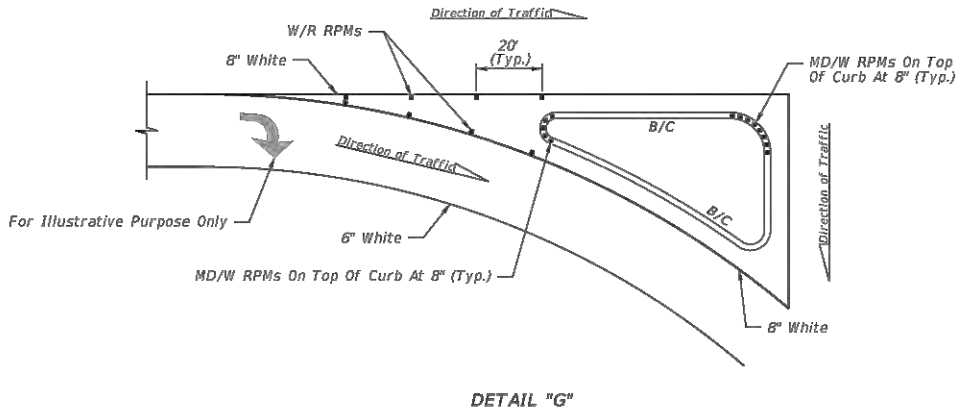 Direction of Traffic
W/R RPMs
20'
(Typ.)
8" White
MD/W RPMs On Top
Of Curb At 8" (Typ.)
B/C
Direction of Traffic
Direction of Traffic
For Illustrative Purpose Only
B/C
6" White
MD/W RPMs On Top Of Curb At 8" (Typ.)
8" White
DETAIL "G"